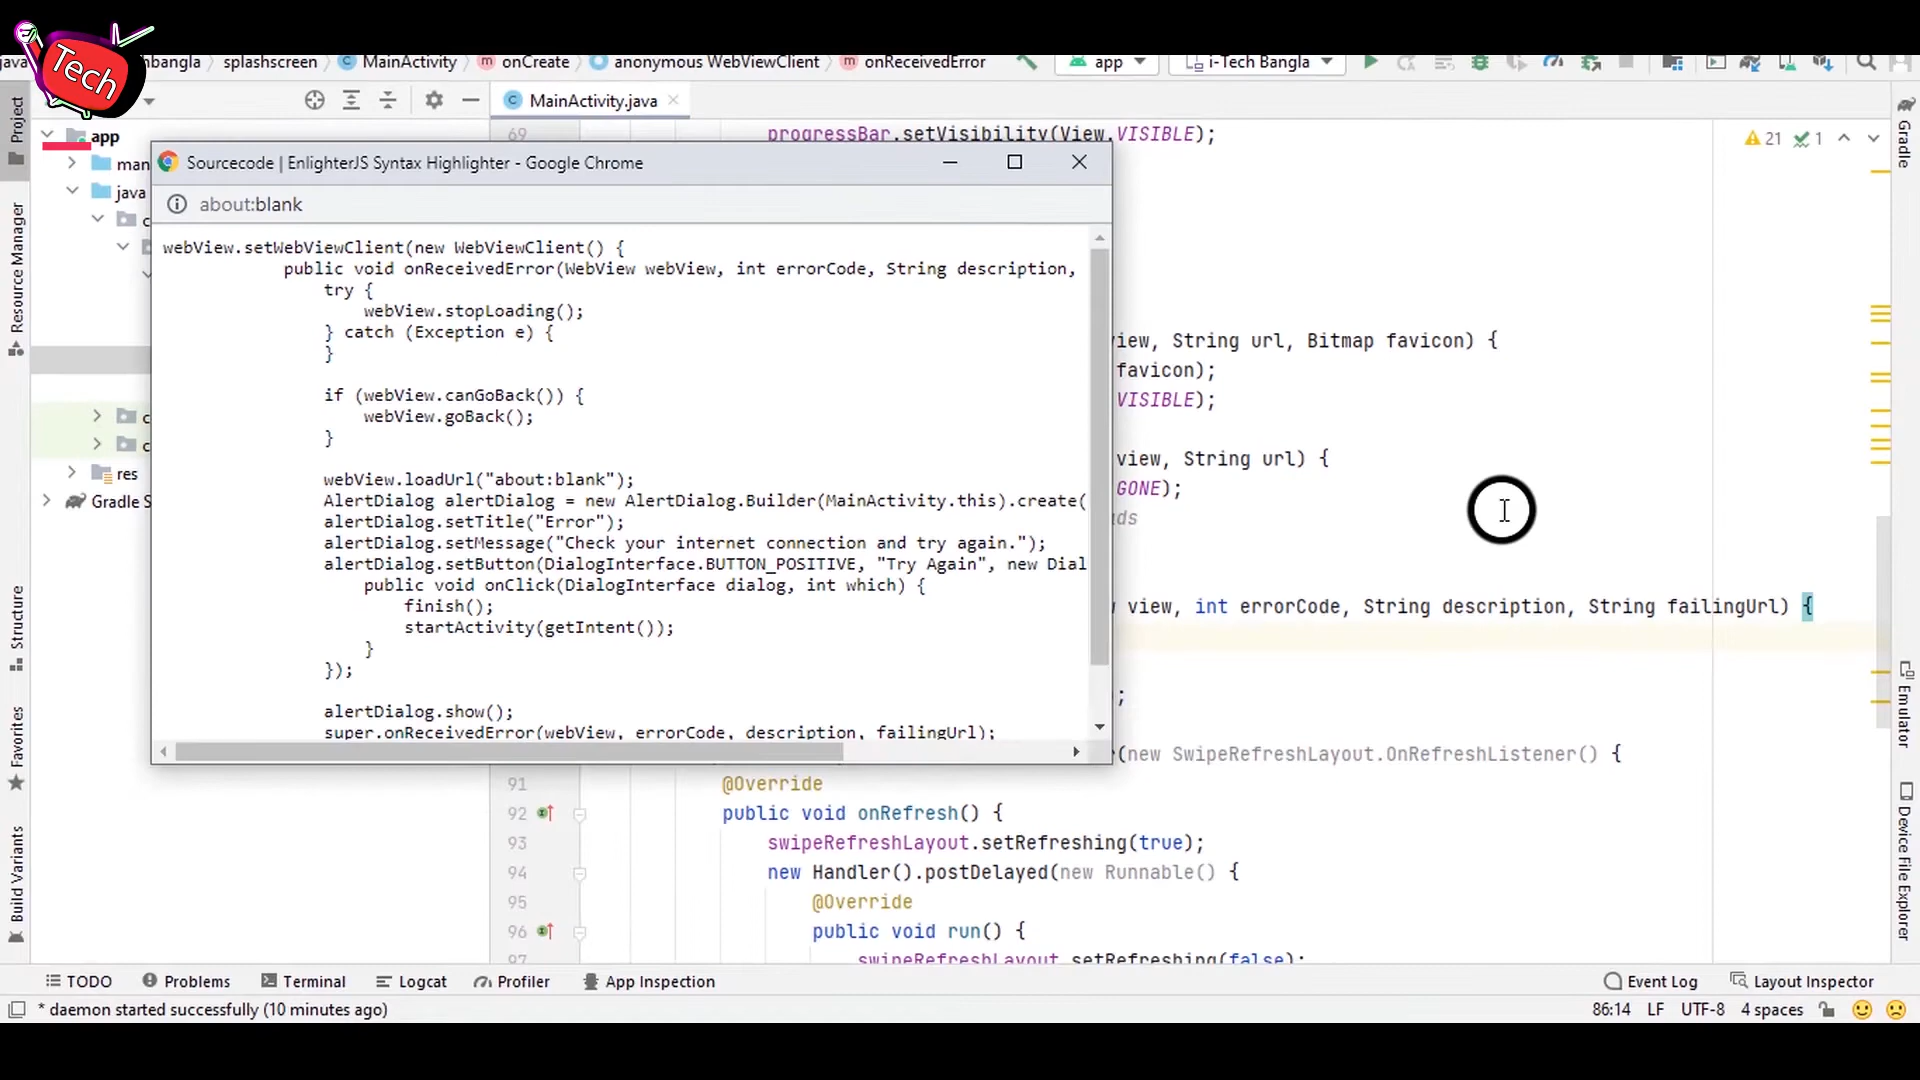 Tech
java
hbangla
splashscreen
MainActivity
onCreate
anonymous WebViewClient
onReceivedError
app
i-Tech Bangla
MainActivity.java
Project
Resource Manager
Structure
Favorites
Build Variants
app
man
java
c
c
c
res
Gradle S
69
progressBar.setVisibility(View.VISIBLE);
21
1
Gradle
Emulator
Device File Explorer
Sourcecode | EnlighterJS Syntax Highlighter - Google Chrome
about:blank
webView.setWebViewClient(new WebViewClient() {
public void onReceivedError(WebView webView, int errorCode, String description,
try {
webView.stopLoading();
} catch (Exception e) {
}
if (webView.canGoBack()) {
webView.goBack();
}
webView.loadUrl("about:blank");
AlertDialog alertDialog = new AlertDialog.Builder(MainActivity.this).create(
alertDialog.setTitle("Error");
alertDialog.setMessage("Check your internet connection and try again.");
alertDialog.setButton(DialogInterface.BUTTON_POSITIVE, "Try Again", new Dial
public void onClick(DialogInterface dialog, int which) {
finish();
startActivity(getIntent());
}
});
alertDialog.show();
super.onReceivedError(webView, errorCode, description, failingUrl);
iew, String url, Bitmap favicon) {
favicon);
VISIBLE);
view, String url) {
GONE);
ds
view, int errorCode, String description, String failingUrl) {
;
(new SwipeRefreshLayout.OnRefreshListener() {
91
@Override
92
public void onRefresh() {
93
swipeRefreshLayout.setRefreshing(true);
94
new Handler().postDelayed(new Runnable() {
95
@Override
96
public void run() {
97
swipeRefreshLayout.setRefreshing(false);
TODO
Problems
Terminal
Logcat
Profiler
App Inspection
Event Log
Layout Inspector
* daemon started successfully (10 minutes ago)
86:14
LF
UTF-8
4 spaces